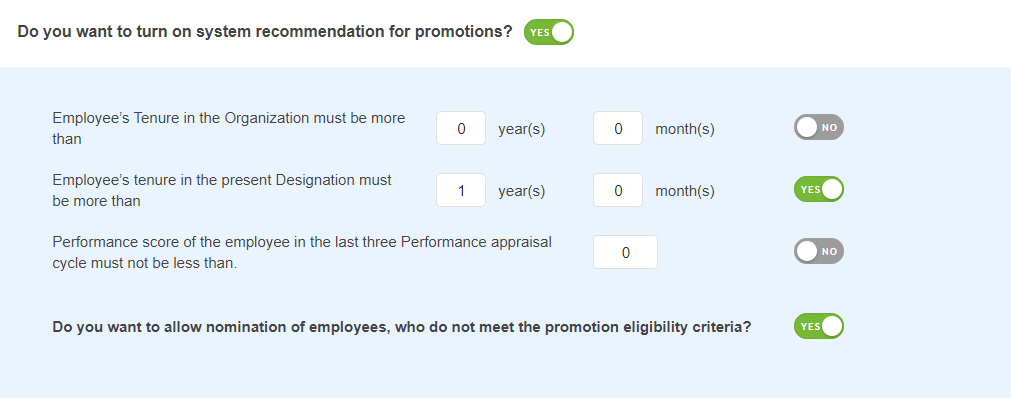 Do you want to turn on system recommendation for promotions? YES
Employee's Tenure in the Organization must be more
than
0 year(s) 0 month(s) NO
Employee's tenure in the present Designation must
be more than
1 year(s) 0 month(s) YES
Performance score of the employee in the last three Performance appraisal
cycle must not be less than.
0 NO
Do you want to allow nomination of employees, who do not meet the promotion eligibility criteria? YES